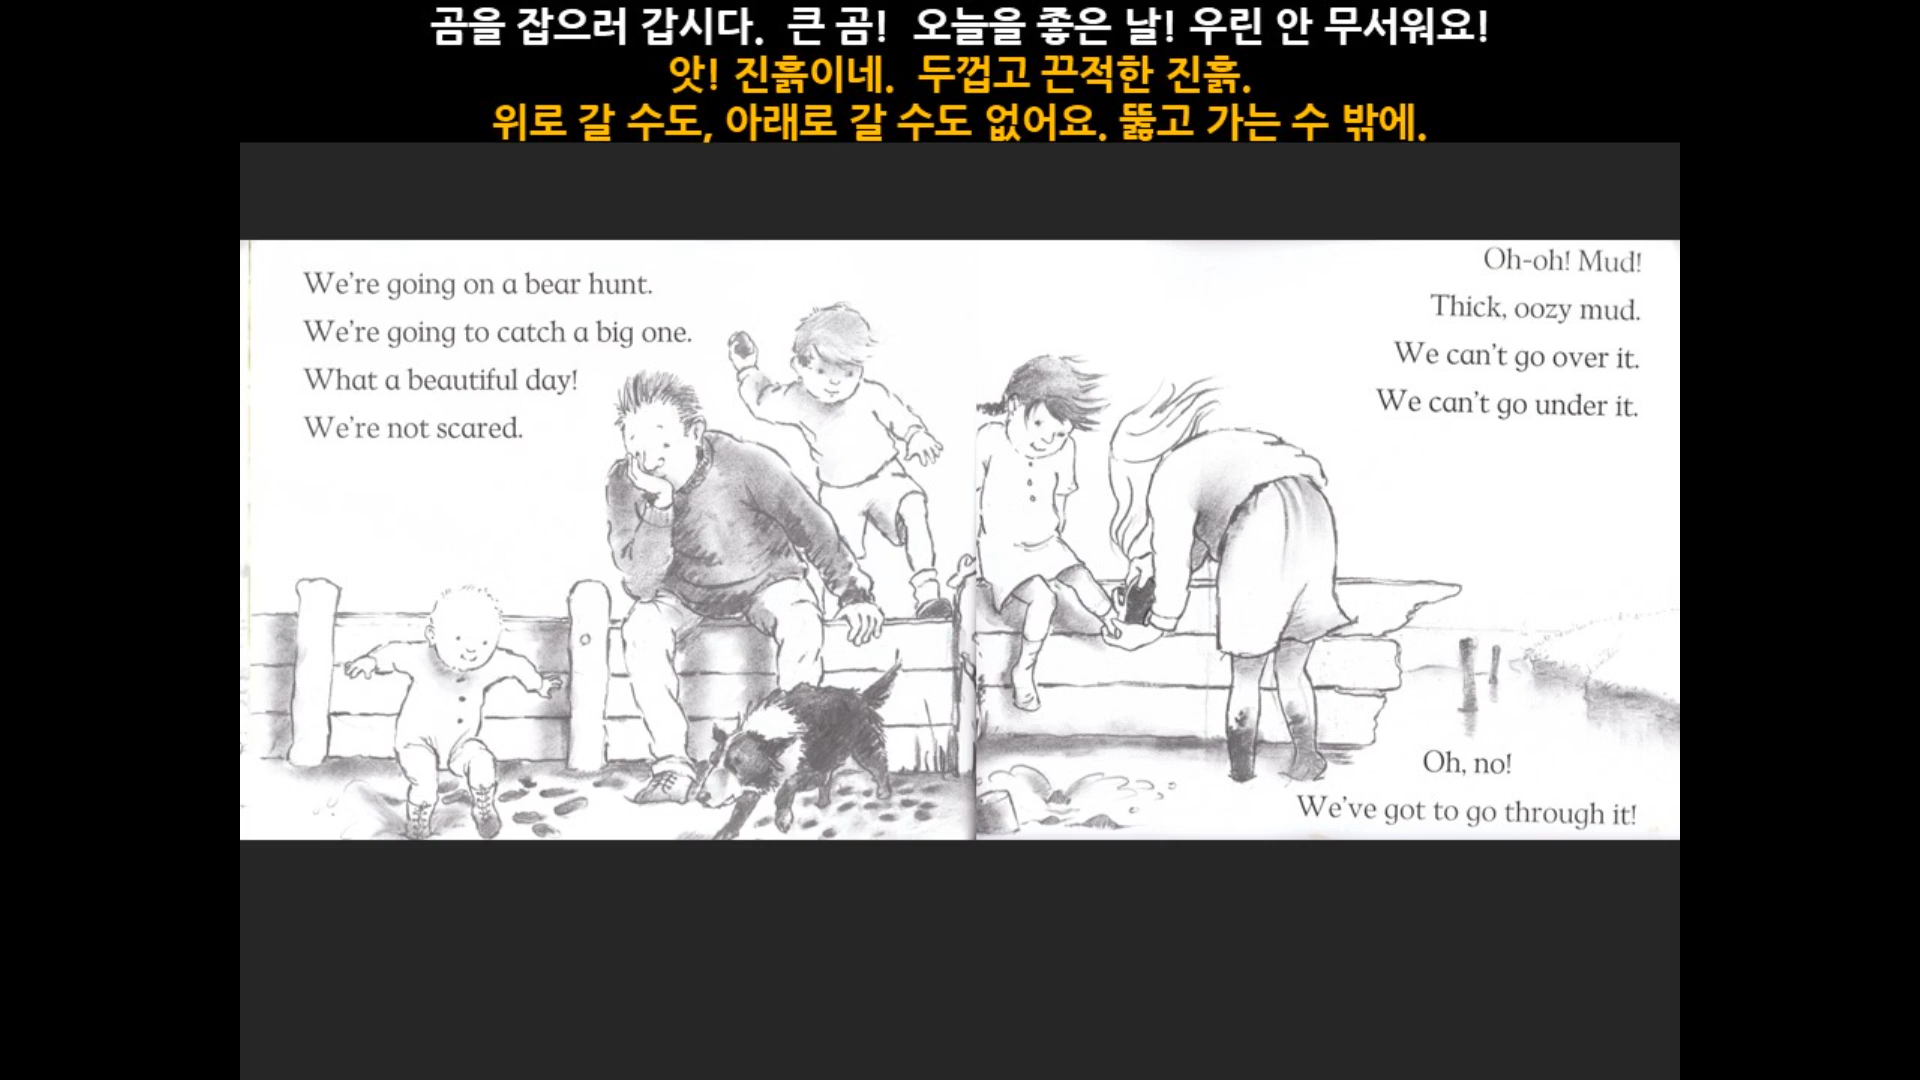 곰을 잡으러 갑시다.  큰 곰!  오늘을 좋은 날! 우린 안 무서워요!
앗! 진흙이네.  두껍고 끈적한 진흙.
위로 갈 수도, 아래로 갈 수도 없어요. 뚫고 가는 수 밖에.
We're going on a bear hunt.
We're going to catch a big one.
What a beautiful day!
We're not scared.
Oh-oh! Mud!
Thick, oozy mud.
We can't go over it.
We can't go under it.
Oh, no!
We've got to go through it!